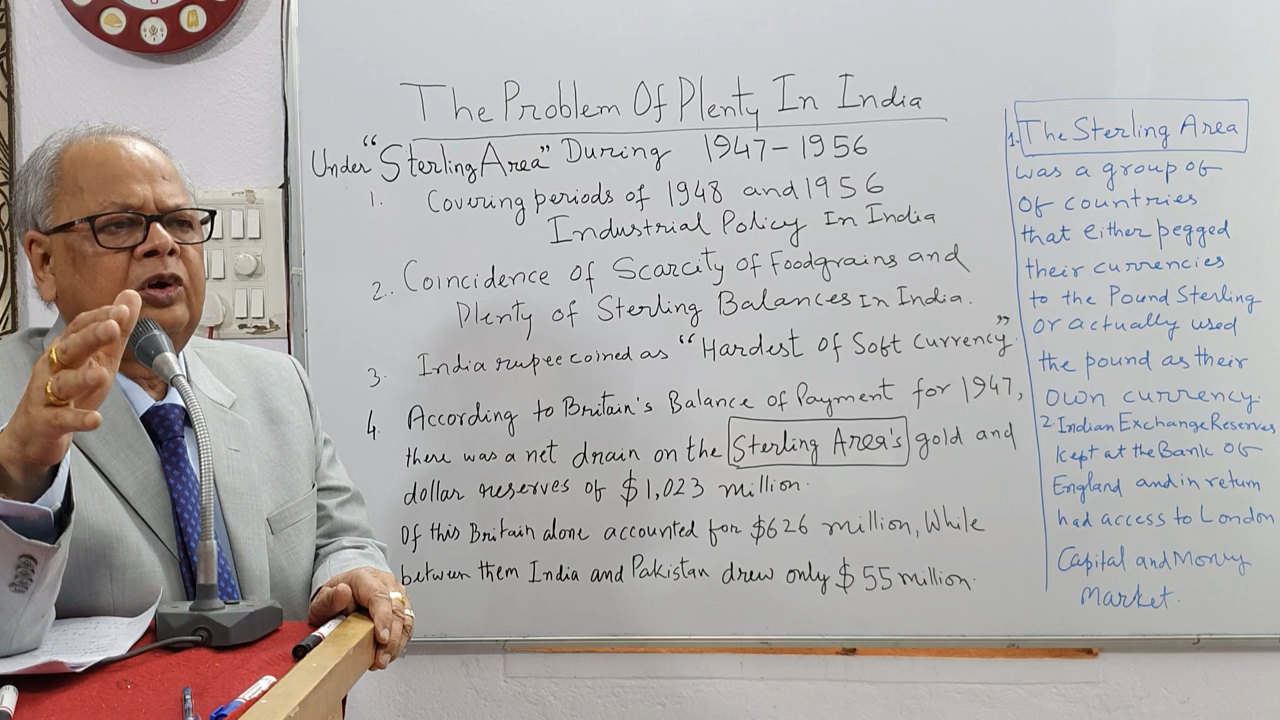 The Problem Of Plenty In India
Under "Sterling Area" During 1947-1956
1. Covering periods of 1948 and 1956
Industrial Policy In India
2. Coincidence of Scarcity of Foodgrains and
Plenty of Sterling Balances In India.
3. India rupee coined as "Hardest of Soft Currency".
4. According to Britain's Balance of Payment for 1947,
there was a net drain on the Sterling Area's gold and
dollar reserves of $1,023 million.
Of this Britain alone accounted for $626 million, While
between them India and Pakistan drew only $55 million.
1. The Sterling Area
was a group of
of countries
that either pegged
their currencies
to the Pound Sterling
or actually used
the pound as their
own currency.
2. Indian Exchange Reserves
kept at the Bank of
England and in return
had access to London
Capital and Money
Market.